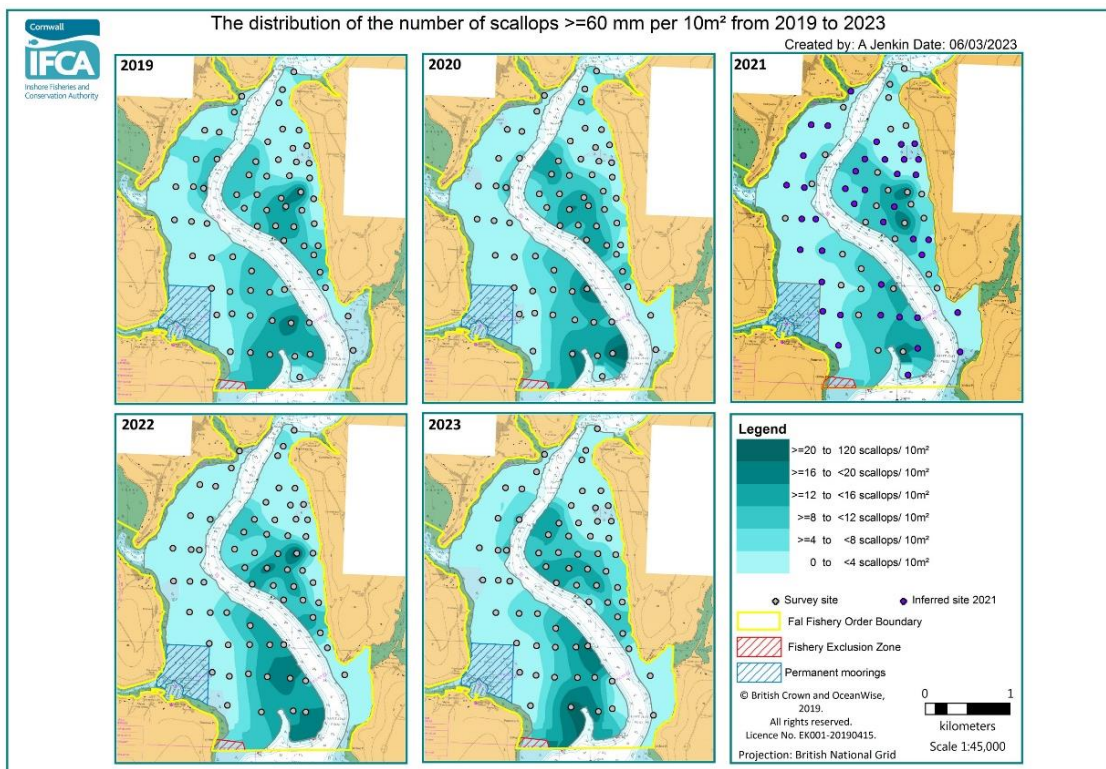 The distribution of the number of scallops >=60 mm per 10m² from 2019 to 2023
Created by: A Jenkin Date: 06/03/2023
Cornwall
IFCA
Inshore Fisheries and
Conservation Authority
2019
2020
2021
2022
2023
Legend
>=20 to 120 scallops/ 10m²
>=16 to <20 scallops/ 10m²
>=12 to <16 scallops/ 10m²
>=8 to <12 scallops/ 10m²
>=4 to <8 scallops/ 10m²
0 to <4 scallops/ 10m²
Survey site
Inferred site 2021
Fal Fishery Order Boundary
Fishery Exclusion Zone
Permanent moorings
© British Crown and OceanWise,
2019.
All rights reserved.
Licence No. EK001-20190415.
Projection: British National Grid
0 1
kilometers
Scale 1:45,000